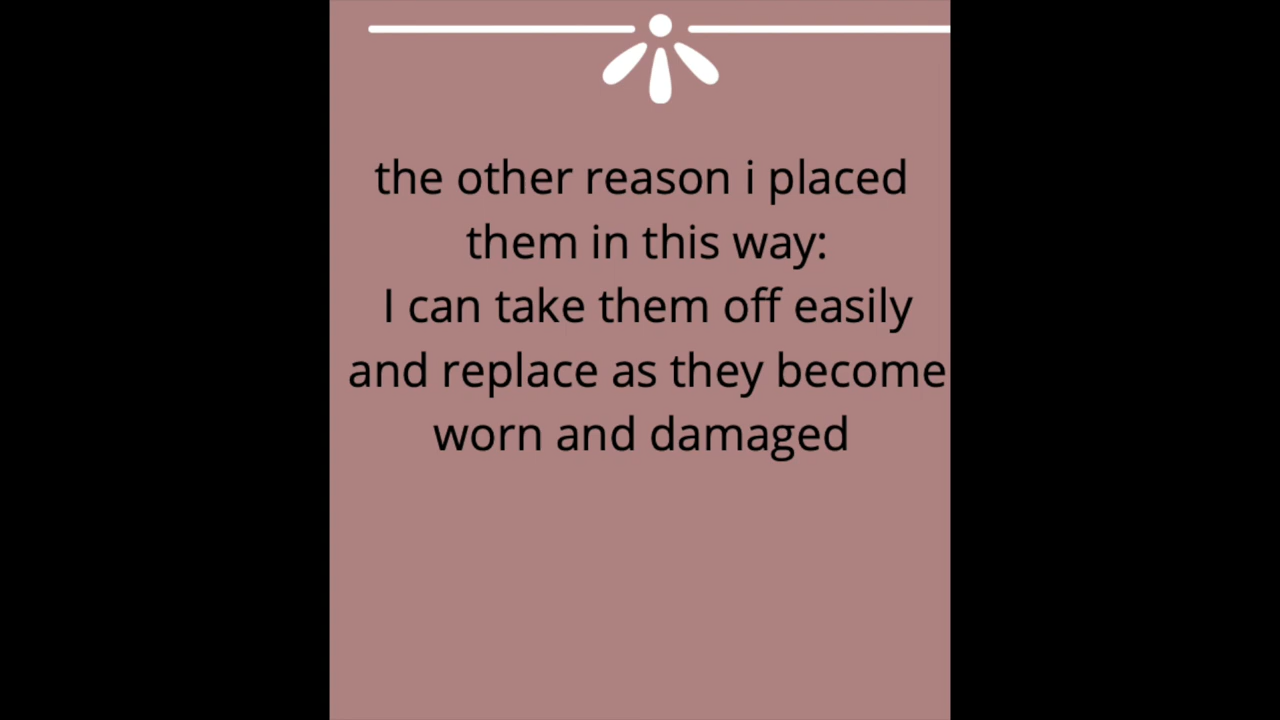 the other reason i placed
them in this way:
I can take them off easily
and replace as they become
worn and damaged